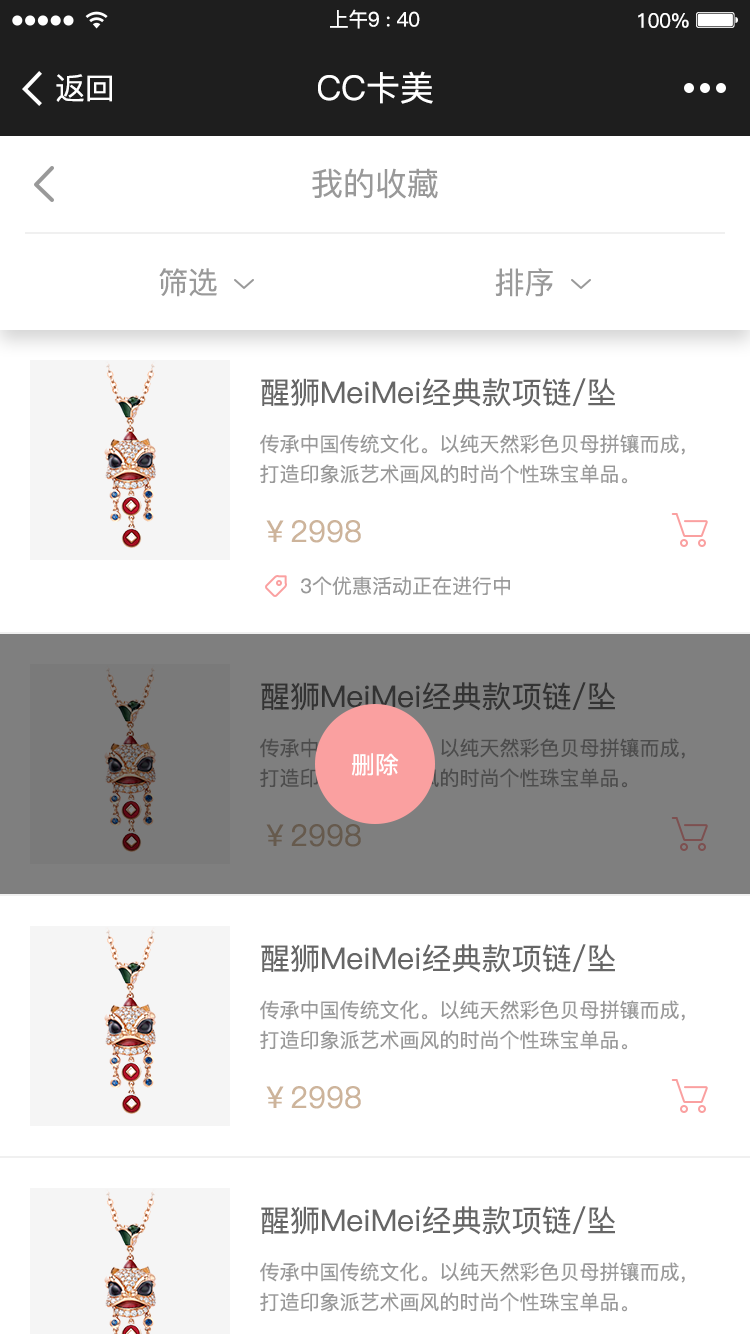 上午9 : 40
100%
返回
CC卡美
我的收藏
筛选
排序
醒狮MeiMei经典款项链/坠
传承中国传统文化。以纯天然彩色贝母拼镶而成，
打造印象派艺术画风的时尚个性珠宝单品。
¥ 2998
3个优惠活动正在进行中
醒狮MeiMei经典款项链/坠
传承中 以纯天然彩色贝母拼镶而成，
打造印 风的时尚个性珠宝单品。
删除
¥ 2998
醒狮MeiMei经典款项链/坠
传承中国传统文化。以纯天然彩色贝母拼镶而成，
打造印象派艺术画风的时尚个性珠宝单品。
¥ 2998
醒狮MeiMei经典款项链/坠
传承中国传统文化。以纯天然彩色贝母拼镶而成，
打造印象派艺术画风的时尚个性珠宝单品。